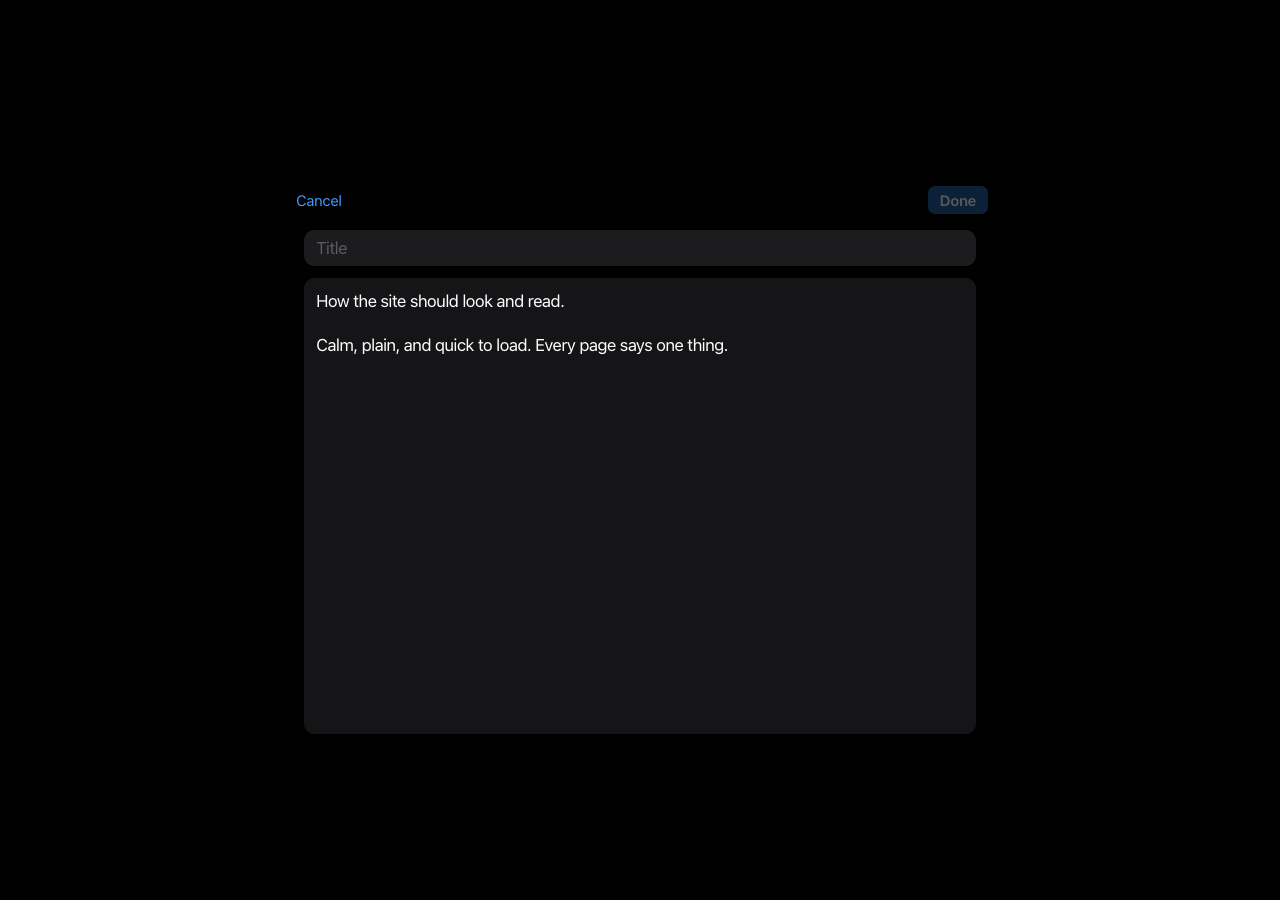 Cancel
Done
Title
How the site should look and read.
Calm, plain, and quick to load. Every page says one thing.